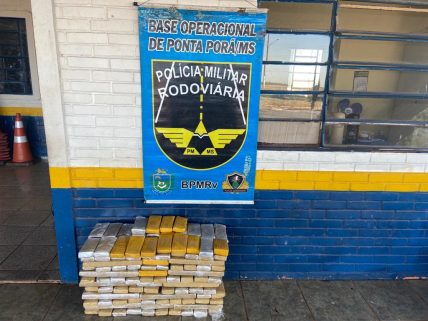 BASE OPERACIONAL
DE PONTA PORÃ/MS
POLÍCIA MILITAR
RODOVIÁRIA
PM MS
BPMRv